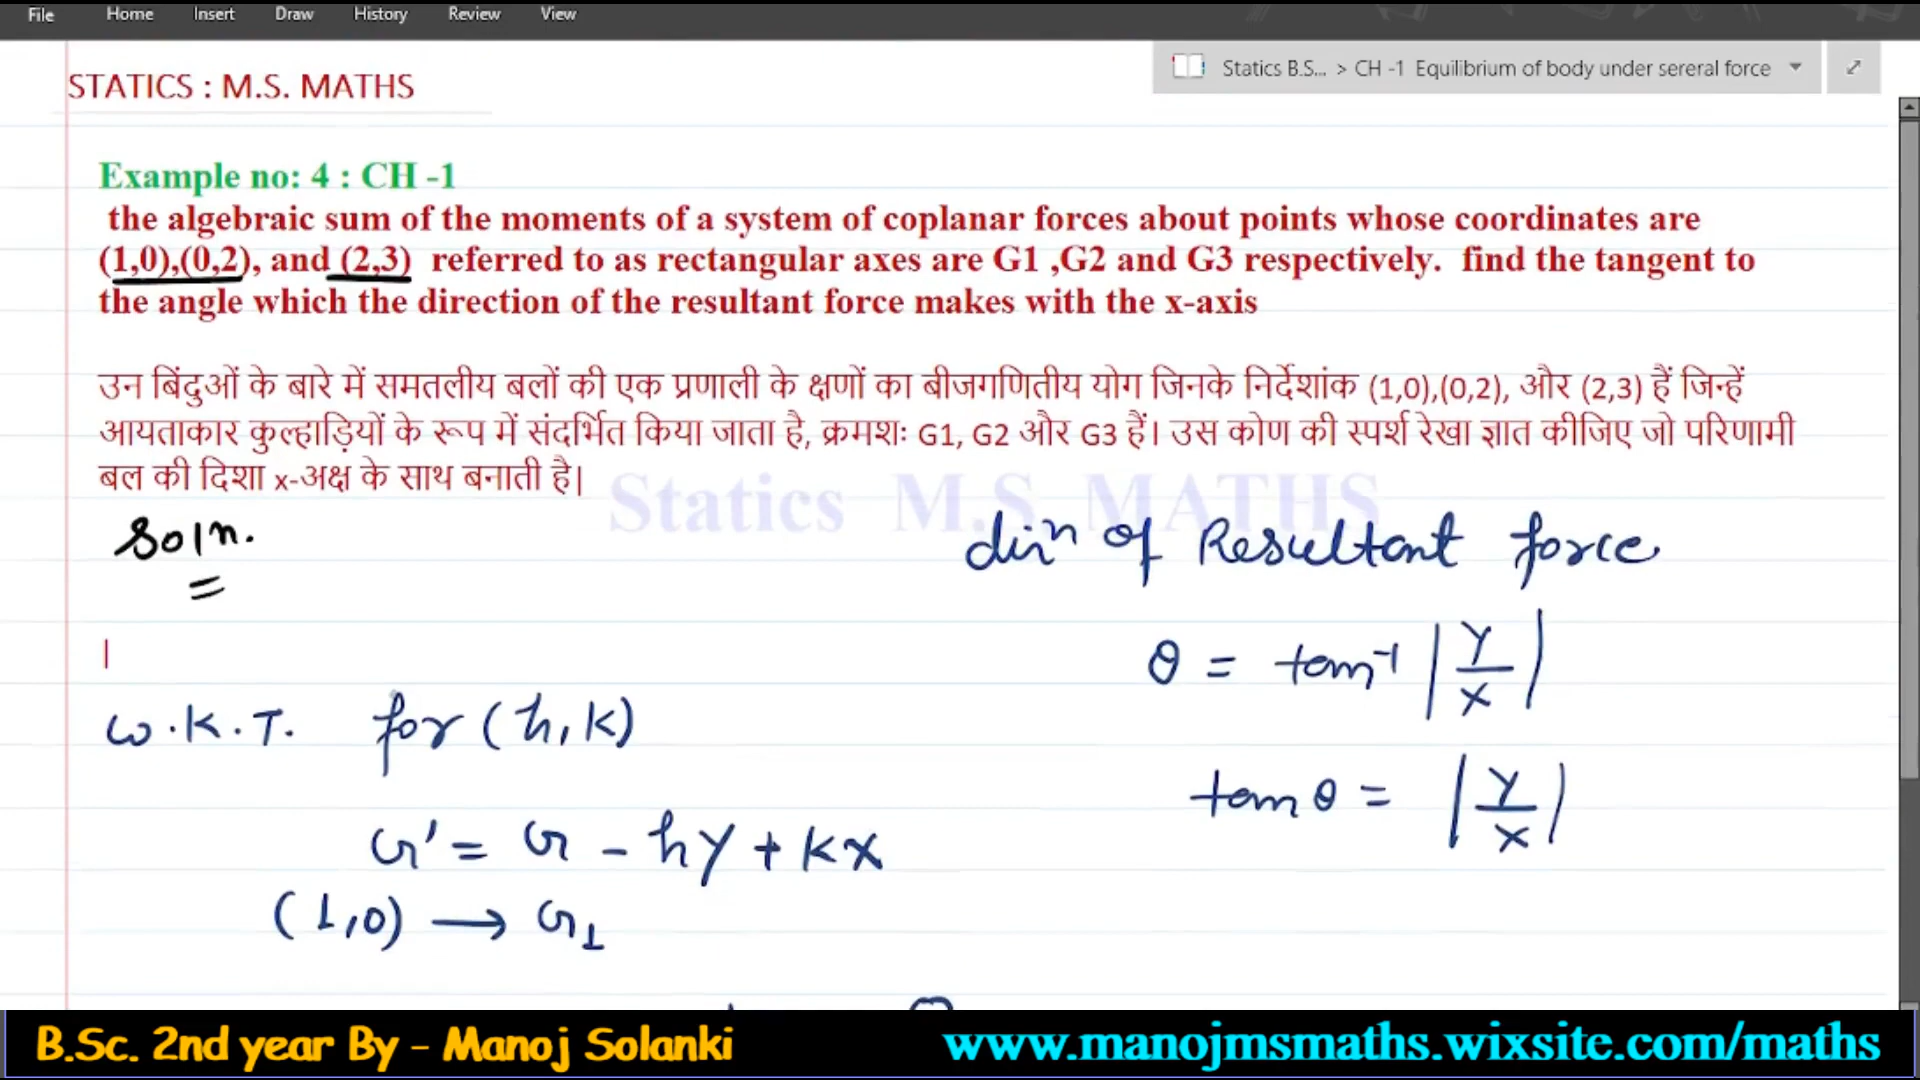 File Home Insert Draw History Review View
Statics B.S... > CH -1 Equilibrium of body under sereral force
STATICS : M.S. MATHS
Example no: 4 : CH -1
the algebraic sum of the moments of a system of coplanar forces about points whose coordinates are
(1,0),(0,2), and (2,3) referred to as rectangular axes are G1 ,G2 and G3 respectively. find the tangent to
the angle which the direction of the resultant force makes with the x-axis
उन बिंदुओं के बारे में समतलीय बलों की एक प्रणाली के क्षणों का बीजगणितीय योग जिनके निर्देशांक (1,0),(0,2), और (2,3) हैं जिन्हें
आयताकार कुल्हाड़ियों के रूप में संदर्भित किया जाता है, क्रमशः G1, G2 और G3 हैं। उस कोण की स्पर्श रेखा ज्ञात कीजिए जो परिणामी
बल की दिशा x-अक्ष के साथ बनाती है।
Statics M.S. MATHS
Soln.
dirⁿ of Resultant force
θ = tan⁻¹ |Y/X|
W.K.T. for (h,k)
tan θ = |Y/X|
G' = G - hY + kX
(1,0) → G₁
B.Sc. 2nd year By - Manoj Solanki
www.manojmsmaths.wixsite.com/maths